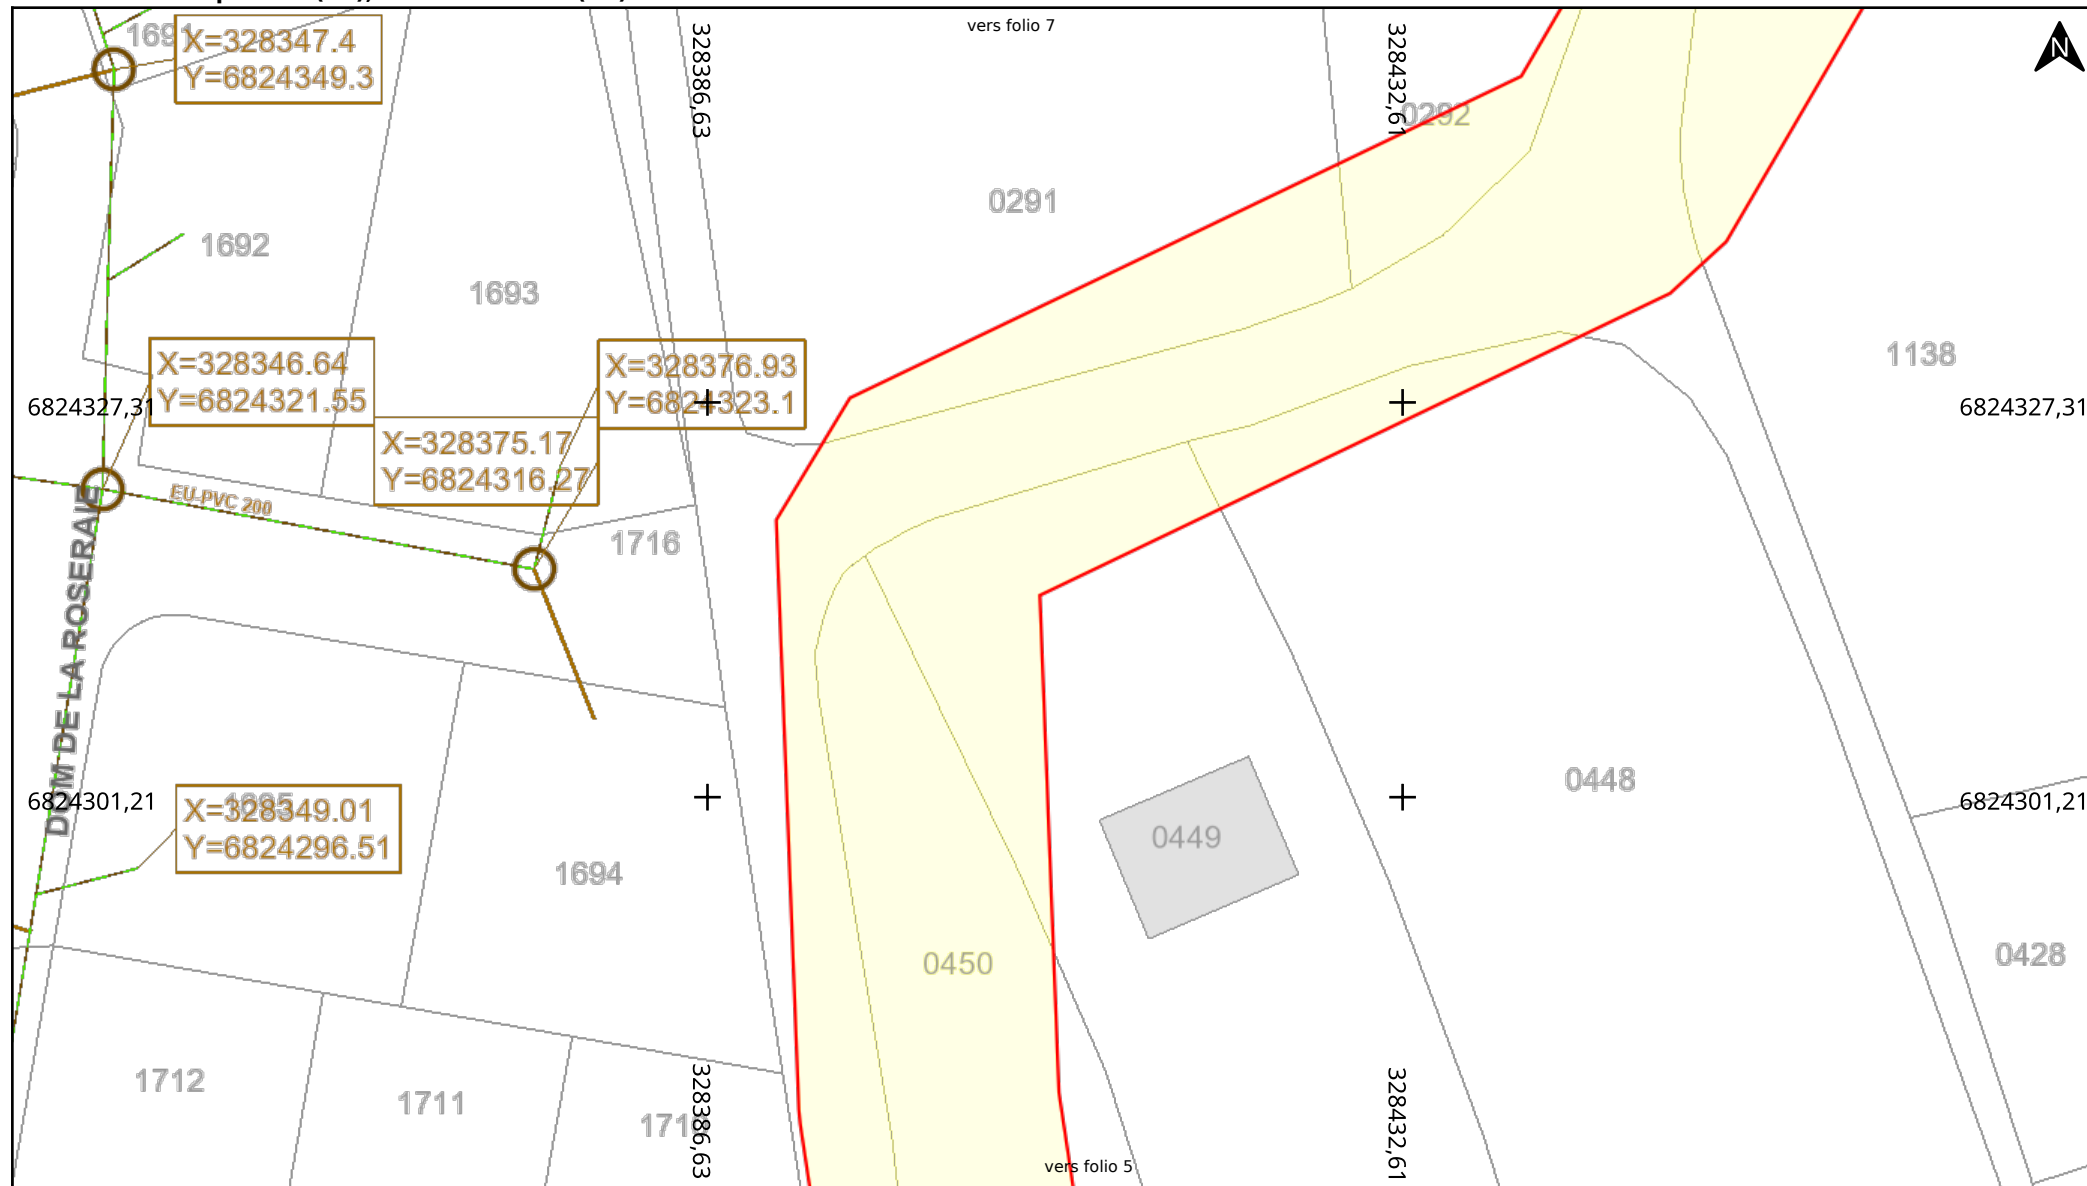 vers folio 7
N
X=328347.4
Y=6824349.3
328386,63
328432,61
0292
0291
1692
1693
1138
X=328346.64
Y=6824321.55
X=328376.93
Y=6824323.1
6824327,31
6824327,31
X=328375.17
Y=6824316.27
EU-PVC 200
1716
DOM DE LA ROSERAIE
0448
6824301,21
6824301,21
X=328349.01
Y=6824296.51
0449
1694
0450
0428
1712
1711
328386,63
328432,61
vers folio 5